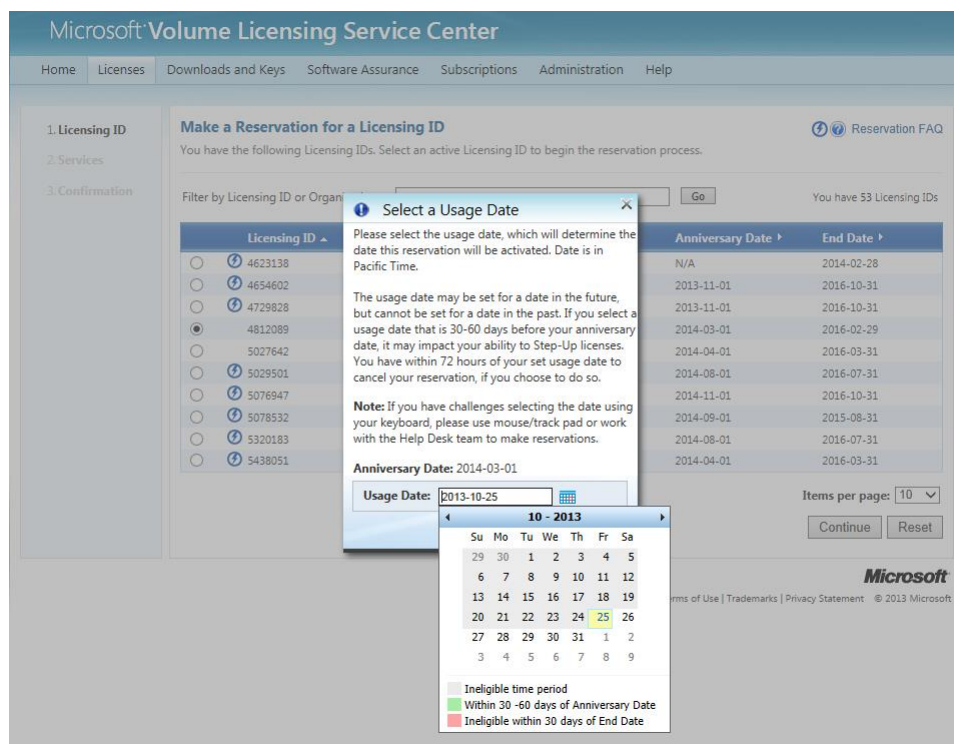 Microsoft Volume Licensing Service Center
Home Licenses Downloads and Keys Software Assurance Subscriptions Administration Help
1. Licensing ID
2. Services
3. Confirmation
Make a Reservation for a Licensing ID
Reservation FAQ
You have the following Licensing IDs. Select an active Licensing ID to begin the reservation process.
Filter by Licensing ID or
Go
You have 53 Licensing IDs
Licensing ID Anniversary Date End Date
4623138 N/A 2014-02-28
4654602 2013-11-01 2016-10-31
4729828 2013-11-01 2016-10-31
4812089 2014-03-01 2016-02-29
5027642 2014-04-01 2016-03-31
5029501 2014-08-01 2016-07-31
5076947 2014-11-01 2016-10-31
5078532 2014-09-01 2015-08-31
5320183 2014-08-01 2016-07-31
5438051 2014-04-01 2016-03-31
Items per page: 10
Continue Reset
Select a Usage Date
Please select the usage date, which will determine the
date this reservation will be activated. Date is in
Pacific Time.
The usage date may be set for a date in the future,
but cannot be set for a date in the past. If you select a
usage date that is 30-60 days before your anniversary
date, it may impact your ability to Step-Up licenses.
You have within 72 hours of your set usage date to
cancel your reservation, if you choose to do so.
Note: If you have challenges selecting the date using
your keyboard, please use mouse/track pad or work
with the Help Desk team to make reservations.
Anniversary Date: 2014-03-01
Usage Date: 2013-10-25
10 - 2013
Su Mo Tu We Th Fr Sa
29 30 1 2 3 4 5
6 7 8 9 10 11 12
13 14 15 16 17 18 19
20 21 22 23 24 25 26
27 28 29 30 31 1 2
3 4 5 6 7 8 9
Ineligible time period
Within 30 -60 days of Anniversary Date
Ineligible within 30 days of End Date
Microsoft
of Use | Trademarks | Privacy Statement © 2013 Microsoft